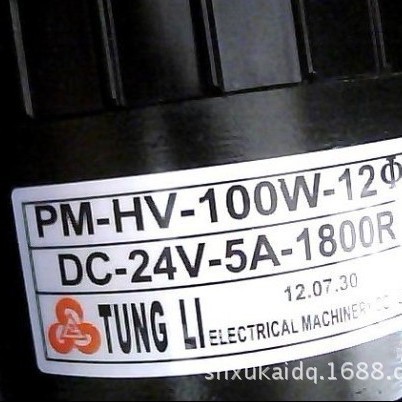 PM-HV-100W-12Φ
DC-24V-5A-1800R
12.07.30
TUNG LI ELECTRICAL MACHINERY CO
shxukaidq.1688.c